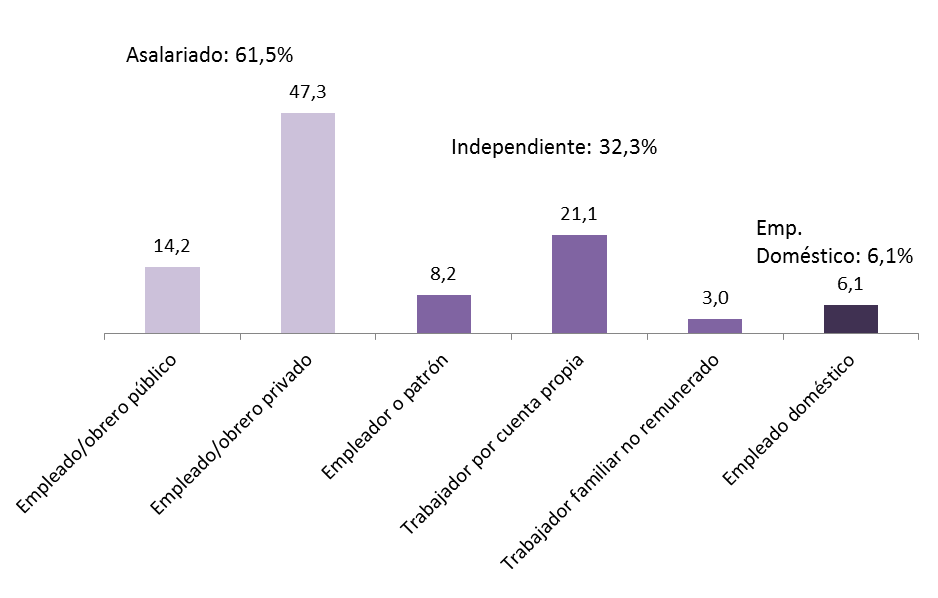 Asalariado: 61,5%
47,3
Independiente: 32,3%
21,1
Emp.
Doméstico: 6,1%
14,2
8,2
3,0
6,1
Empleado/obrero público
Empleado/obrero privado
Empleador o patrón
Trabajador por cuenta propia
Trabajador familiar no remunerado
Empleado doméstico